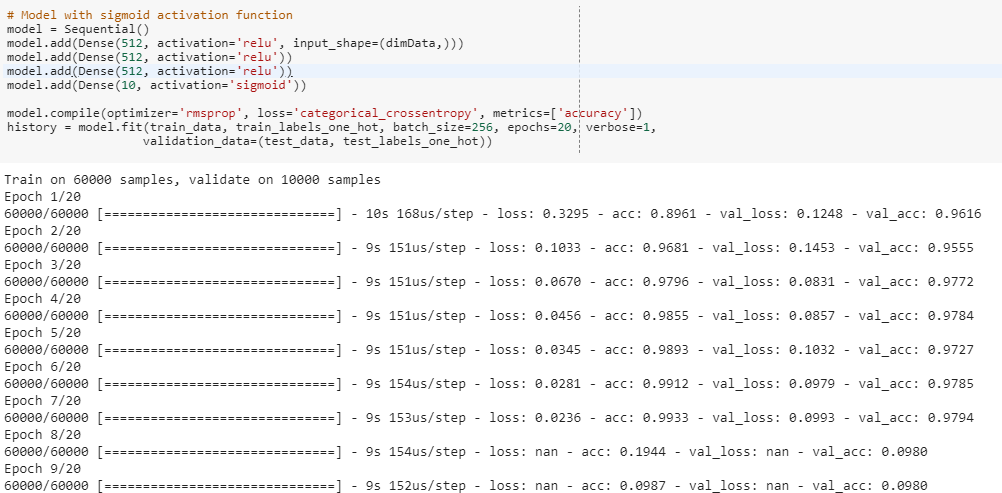 # Model with sigmoid activation function
model = Sequential()
model.add(Dense(512, activation='relu', input_shape=(dimData,)))
model.add(Dense(512, activation='relu'))
model.add(Dense(512, activation='relu'))
model.add(Dense(10, activation='sigmoid'))
model.compile(optimizer='rmsprop', loss='categorical_crossentropy', metrics=['accuracy'])
history = model.fit(train_data, train_labels_one_hot, batch_size=256, epochs=20, verbose=1,
validation_data=(test_data, test_labels_one_hot))
Train on 60000 samples, validate on 10000 samples
Epoch 1/20
60000/60000 [==============================] - 10s 168us/step - loss: 0.3295 - acc: 0.8961 - val_loss: 0.1248 - val_acc: 0.9616
Epoch 2/20
60000/60000 [==============================] - 9s 151us/step - loss: 0.1033 - acc: 0.9681 - val_loss: 0.1453 - val_acc: 0.9555
Epoch 3/20
60000/60000 [==============================] - 9s 151us/step - loss: 0.0670 - acc: 0.9796 - val_loss: 0.0831 - val_acc: 0.9772
Epoch 4/20
60000/60000 [==============================] - 9s 151us/step - loss: 0.0456 - acc: 0.9855 - val_loss: 0.0857 - val_acc: 0.9784
Epoch 5/20
60000/60000 [==============================] - 9s 151us/step - loss: 0.0345 - acc: 0.9893 - val_loss: 0.1032 - val_acc: 0.9727
Epoch 6/20
60000/60000 [==============================] - 9s 154us/step - loss: 0.0281 - acc: 0.9912 - val_loss: 0.0979 - val_acc: 0.9785
Epoch 7/20
60000/60000 [==============================] - 9s 153us/step - loss: 0.0236 - acc: 0.9933 - val_loss: 0.0993 - val_acc: 0.9794
Epoch 8/20
60000/60000 [==============================] - 9s 154us/step - loss: nan - acc: 0.1944 - val_loss: nan - val_acc: 0.0980
Epoch 9/20
60000/60000 [==============================] - 9s 152us/step - loss: nan - acc: 0.0987 - val_loss: nan - val_acc: 0.0980